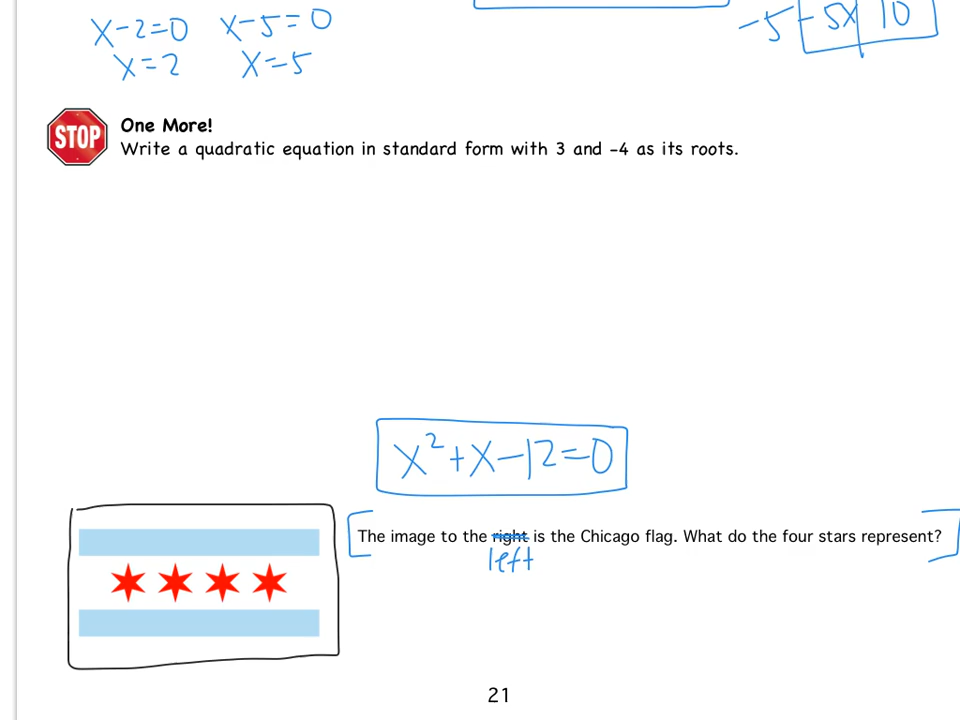 x-2=0 x-5=0
-5 -5x 10
x=2 x=5
STOP
One More!
Write a quadratic equation in standard form with 3 and -4 as its roots.
x²+x-12=0
The image to the right is the Chicago flag. What do the four stars represent?
left
21